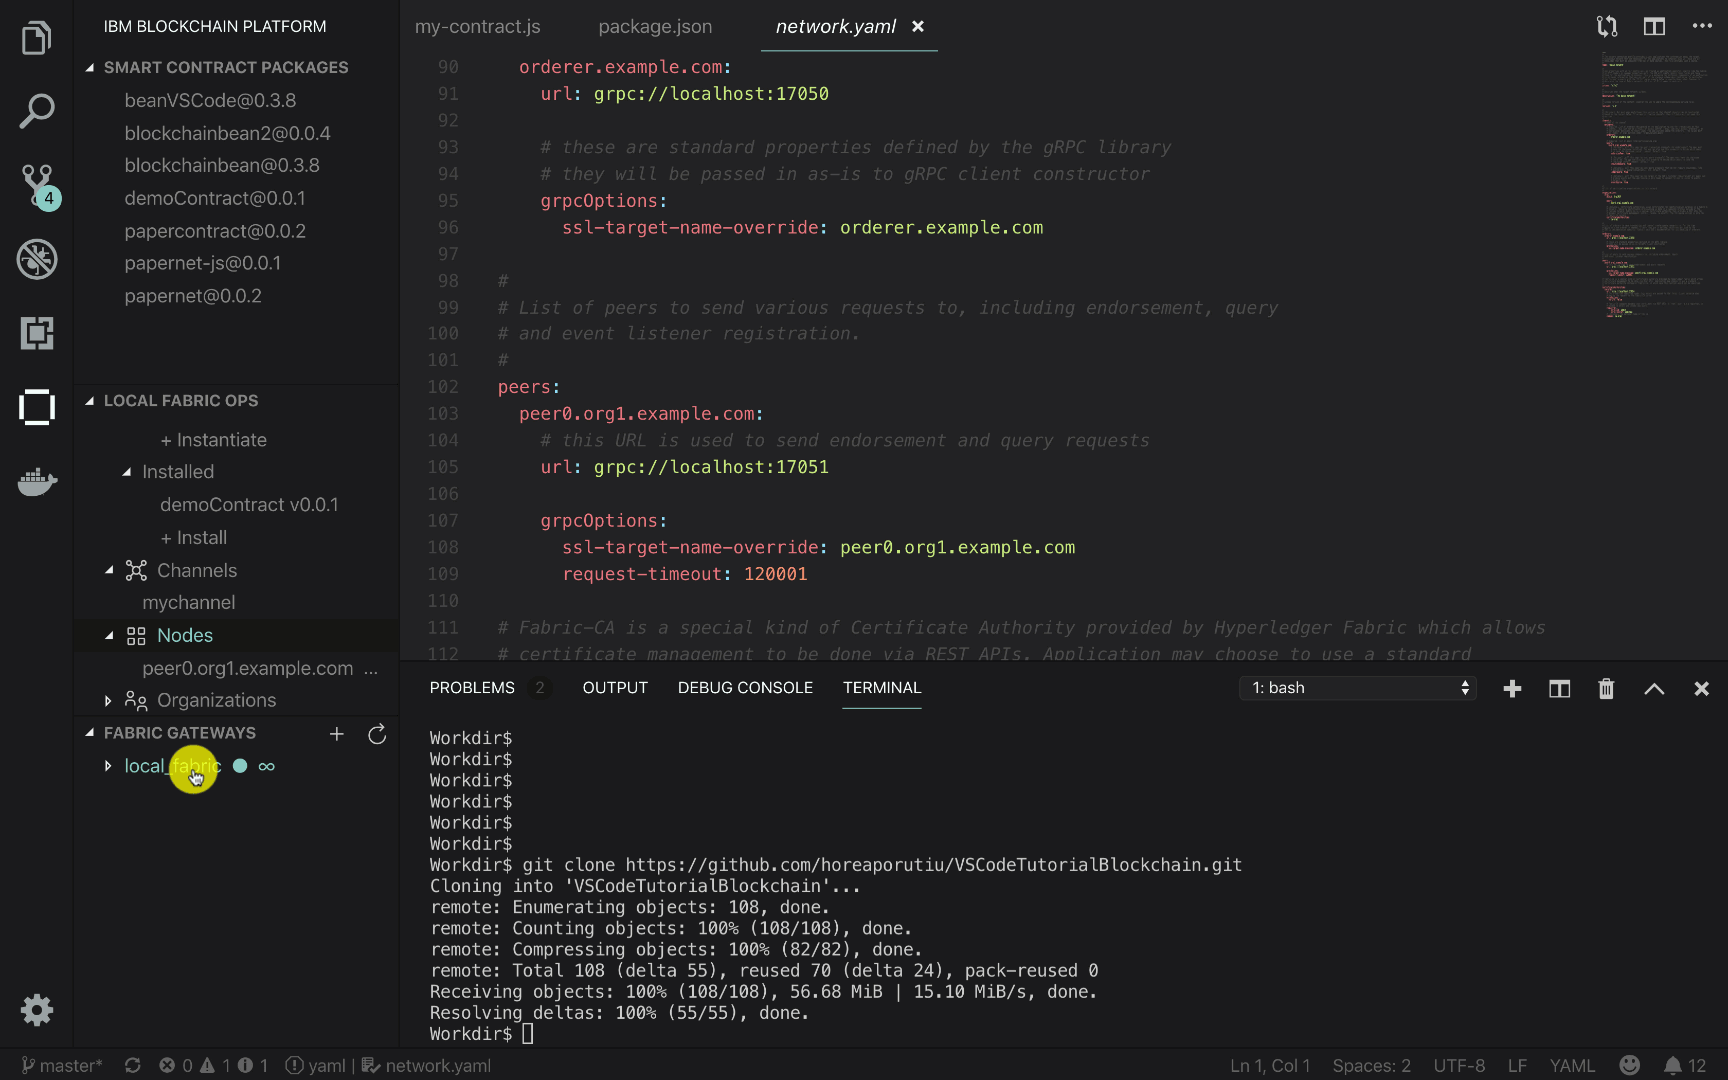 IBM BLOCKCHAIN PLATFORM
SMART CONTRACT PACKAGES
beanVSCode@0.3.8
blockchainbean2@0.0.4
blockchainbean@0.3.8
demoContract@0.0.1
papercontract@0.0.2
papernet-js@0.0.1
papernet@0.0.2
4
LOCAL FABRIC OPS
+ Instantiate
Installed
demoContract v0.0.1
+ Install
Channels
mychannel
Nodes
peer0.org1.example.com ...
Organizations
FABRIC GATEWAYS
local_fabric
my-contract.js package.json network.yaml
90 orderer.example.com:
91 url: grpc://localhost:17050
92
93 # these are standard properties defined by the gRPC library
94 # they will be passed in as-is to gRPC client constructor
95 grpcOptions:
96 ssl-target-name-override: orderer.example.com
97
98 #
99 # List of peers to send various requests to, including endorsement, query
100 # and event listener registration.
101 #
102 peers:
103 peer0.org1.example.com:
104 # this URL is used to send endorsement and query requests
105 url: grpc://localhost:17051
106
107 grpcOptions:
108 ssl-target-name-override: peer0.org1.example.com
109 request-timeout: 120001
110
111 # Fabric-CA is a special kind of Certificate Authority provided by Hyperledger Fabric which allows
112 # certificate management to be done via REST APIs. Application may choose to use a standard
PROBLEMS 2 OUTPUT DEBUG CONSOLE TERMINAL 1: bash
Workdir$
Workdir$
Workdir$
Workdir$
Workdir$
Workdir$
Workdir$ git clone https://github.com/horeaporutiu/VSCodeTutorialBlockchain.git
Cloning into 'VSCodeTutorialBlockchain'...
remote: Enumerating objects: 108, done.
remote: Counting objects: 100% (108/108), done.
remote: Compressing objects: 100% (82/82), done.
remote: Total 108 (delta 55), reused 70 (delta 24), pack-reused 0
Receiving objects: 100% (108/108), 56.68 MiB | 15.10 MiB/s, done.
Resolving deltas: 100% (55/55), done.
Workdir$
master* 0 1 1 yaml | network.yaml Ln 1, Col 1 Spaces: 2 UTF-8 LF YAML 12